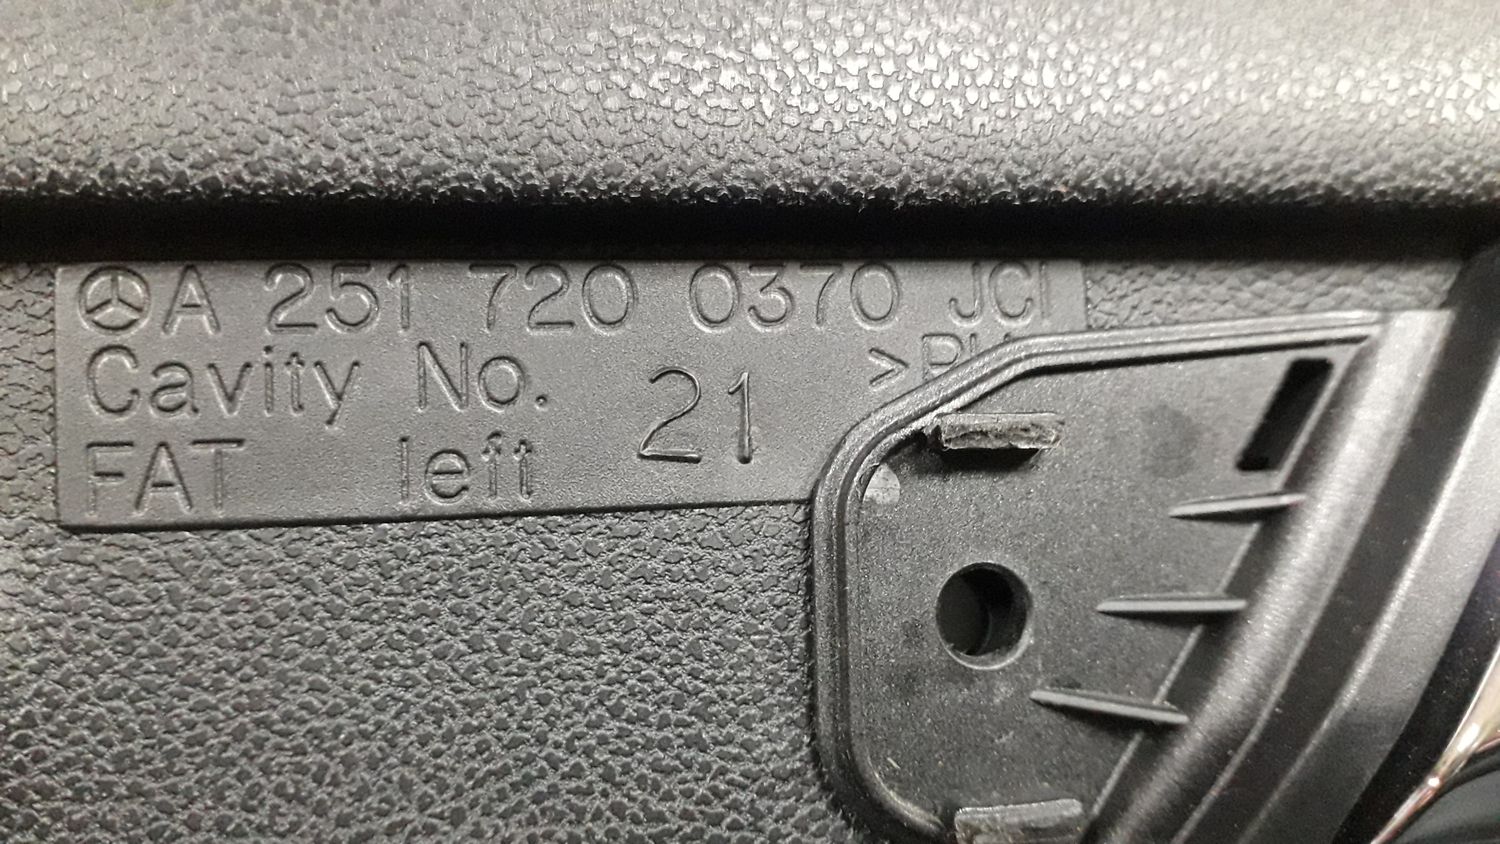 A 251 720 0370 JCI
Cavity No. 21
FAT left